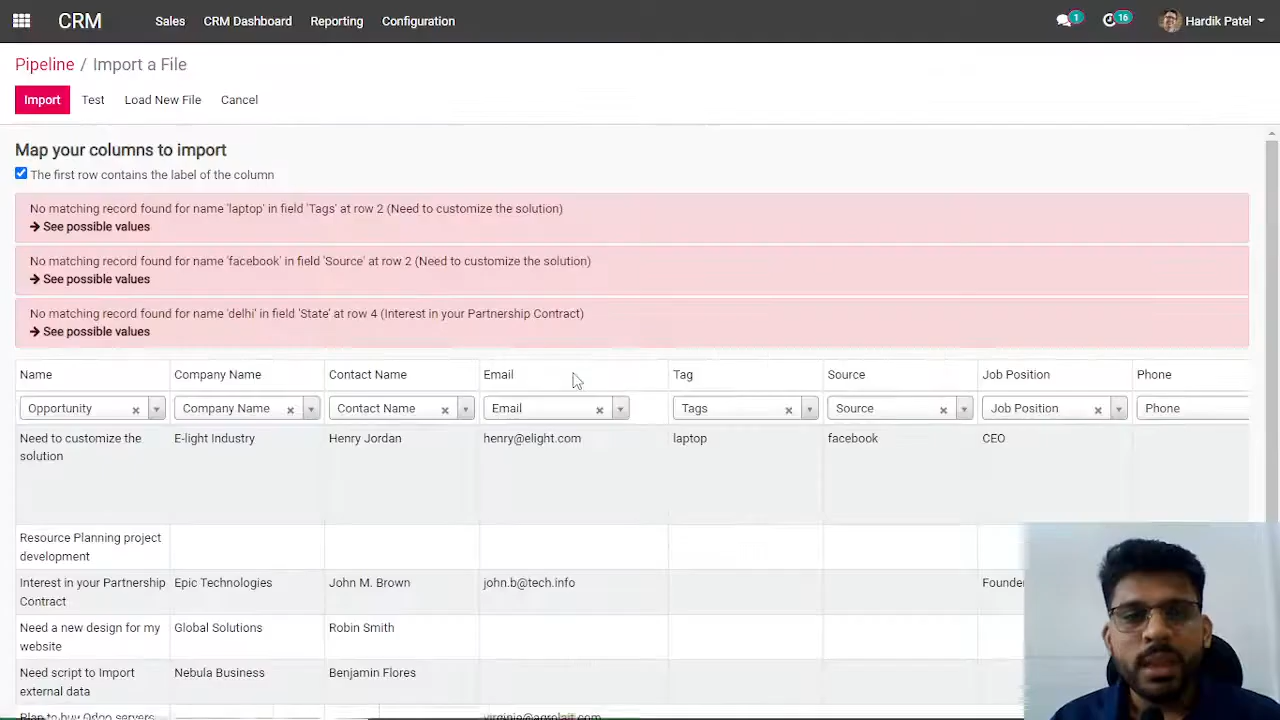 CRM Sales CRM Dashboard Reporting Configuration 1 16 Hardik Patel
Pipeline / Import a File
Import Test Load New File Cancel
Map your columns to import
The first row contains the label of the column
No matching record found for name 'laptop' in field 'Tags' at row 2 (Need to customize the solution)
→ See possible values
No matching record found for name 'facebook' in field 'Source' at row 2 (Need to customize the solution)
→ See possible values
No matching record found for name 'delhi' in field 'State' at row 4 (Interest in your Partnership Contract)
→ See possible values
Name Company Name Contact Name Email Tag Source Job Position Phone
Opportunity Company Name Contact Name Email Tags Source Job Position Phone
Need to customize the E-light Industry Henry Jordan henry@elight.com laptop facebook CEO
solution
Resource Planning project
development
Interest in your Partnership Epic Technologies John M. Brown john.b@tech.info Founder
Contract
Need a new design for my Global Solutions Robin Smith
website
Need script to Import Nebula Business Benjamin Flores
external data
Plan to buy Odoo servers virginie@agrolait.com